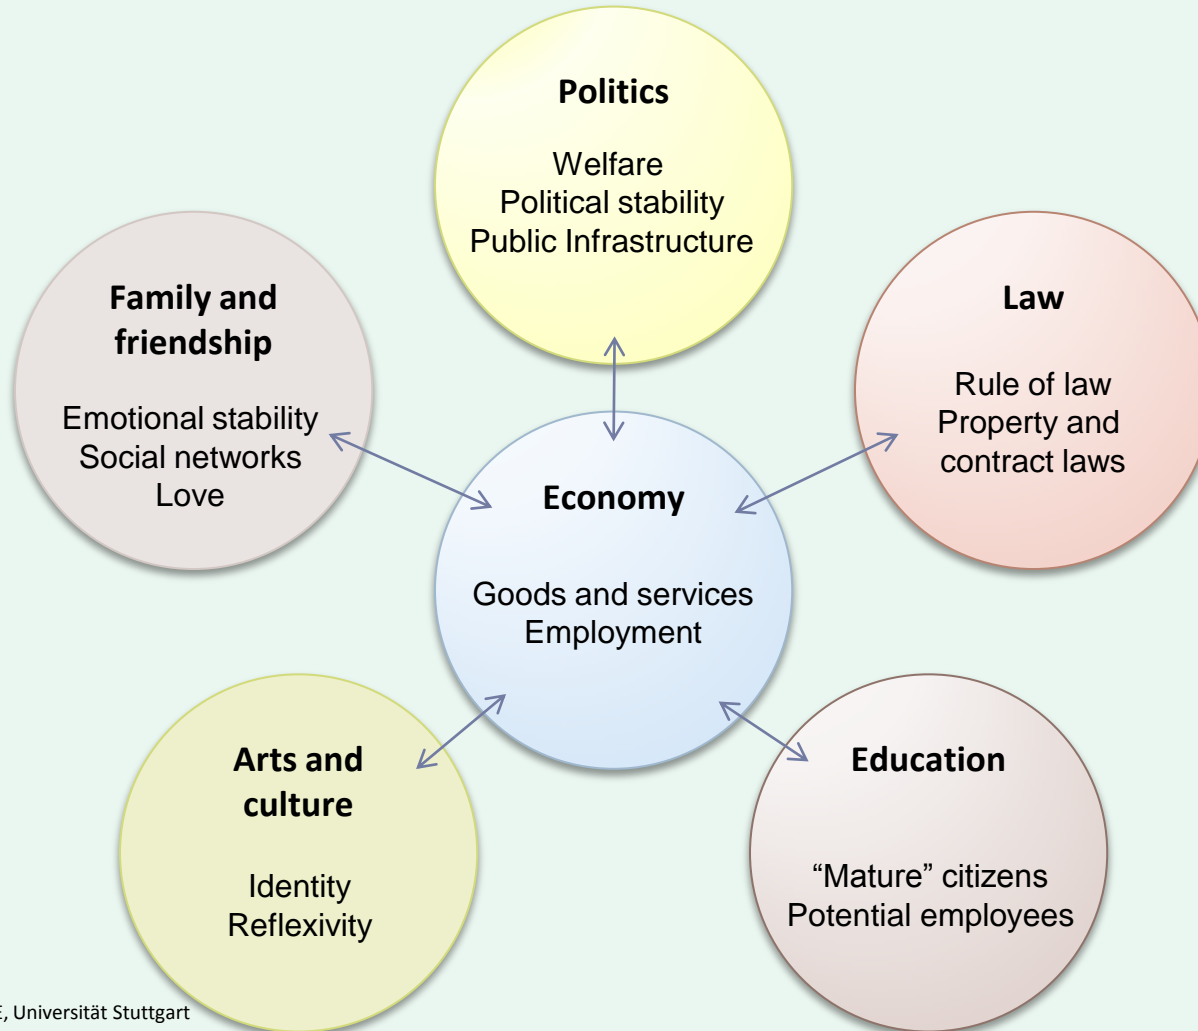 Politics
Welfare
Political stability
Public Infrastructure
Family and
friendship
Emotional stability
Social networks
Love
Law
Rule of law
Property and
contract laws
Economy
Goods and services
Employment
Arts and
culture
Identity
Reflexivity
Education
“Mature” citizens
Potential employees
, Universität Stuttgart